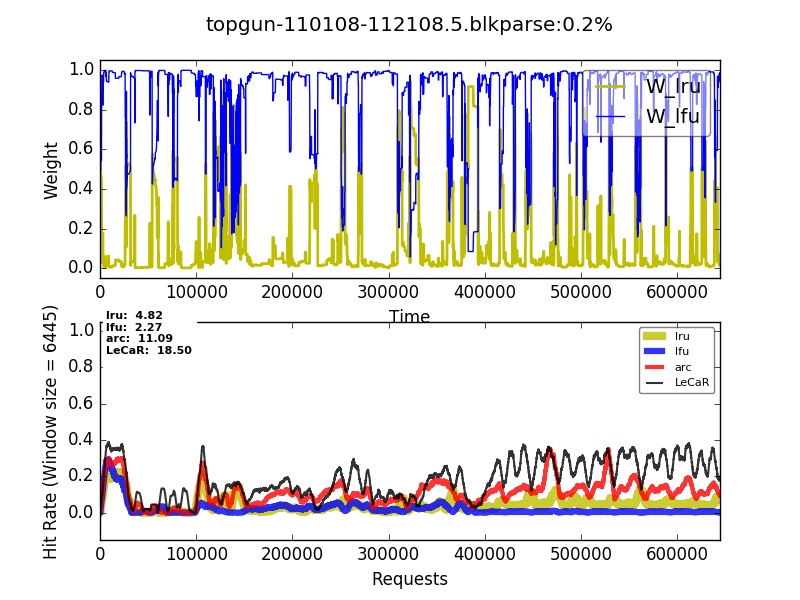 topgun-110108-112108.5.blkparse:0.2%
1.0
0.8
0.6
0.4
0.2
0.0
Weight
W_lru
W_lfu
0 100000 200000 300000 400000 500000 600000
Time
lru: 4.82
lfu: 2.27
arc: 11.09
LeCaR: 18.50
1.0
0.8
0.6
0.4
0.2
0.0
Hit Rate (Window size = 6445)
lru
lfu
arc
LeCaR
0 100000 200000 300000 400000 500000 600000
Requests